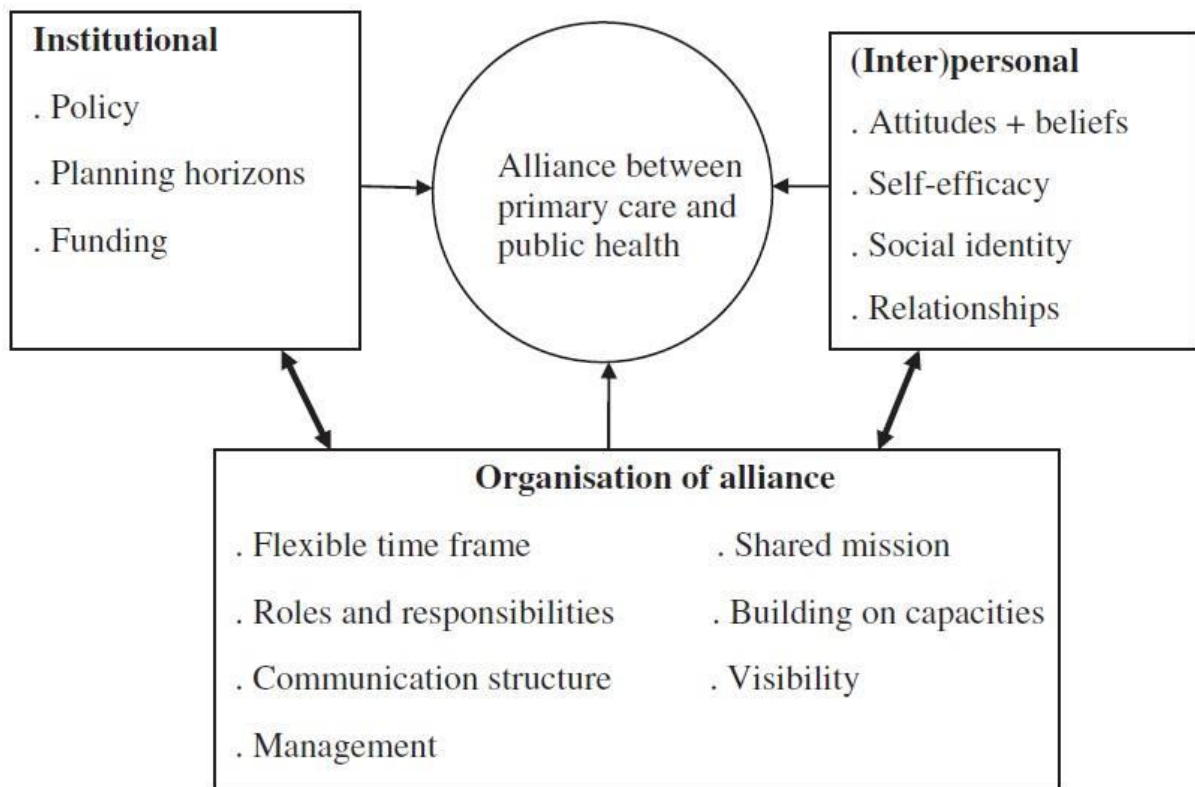 Institutional
. Policy
. Planning horizons
. Funding
Alliance between
primary care and
public health
(Inter)personal
. Attitudes + beliefs
. Self-efficacy
. Social identity
. Relationships
Organisation of alliance
. Flexible time frame
. Roles and responsibilities
. Communication structure
. Management
. Shared mission
. Building on capacities
. Visibility